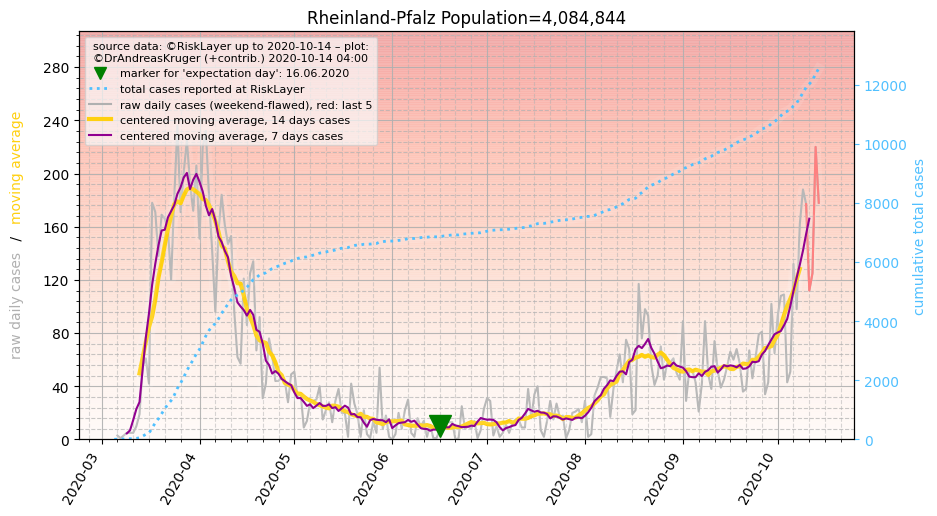 Rheinland-Pfalz Population=4,084,844
source data: ©RiskLayer up to 2020-10-14 – plot:
©DrAndreasKruger (+contrib.) 2020-10-14 04:00
marker for 'expectation day': 16.06.2020
total cases reported at RiskLayer
raw daily cases (weekend-flawed), red: last 5
centered moving average, 14 days cases
centered moving average, 7 days cases
raw daily cases / moving average
280
240
200
160
120
80
40
0
12000
10000
8000
6000
4000
2000
0
cumulative total cases
2020-03
2020-04
2020-05
2020-06
2020-07
2020-08
2020-09
2020-10